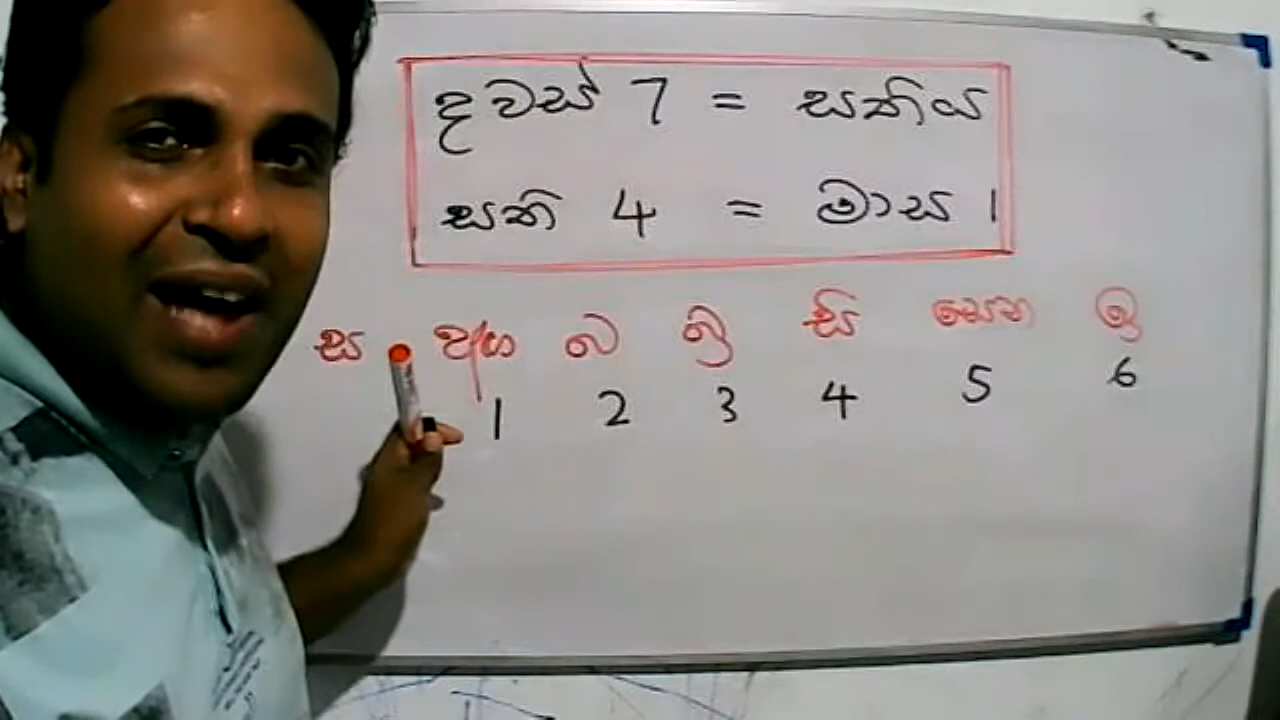 දවස් 7 = සතිය
සති 4 = මාස 1
ස අඟ බ බ්‍ර සි සෙන ඉ
1 2 3 4 5 6